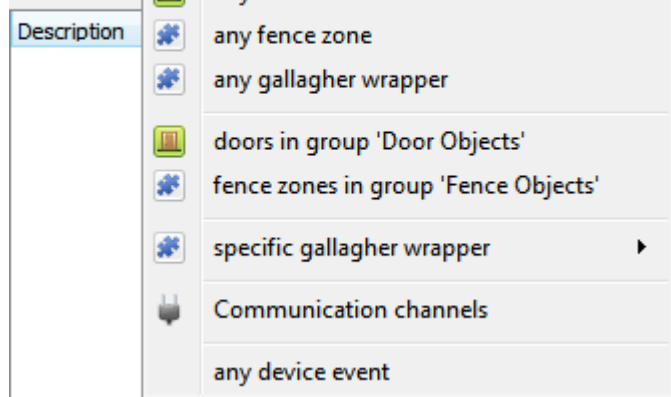 Description
any fence zone
any gallagher wrapper
doors in group 'Door Objects'
fence zones in group 'Fence Objects'
specific gallagher wrapper
Communication channels
any device event